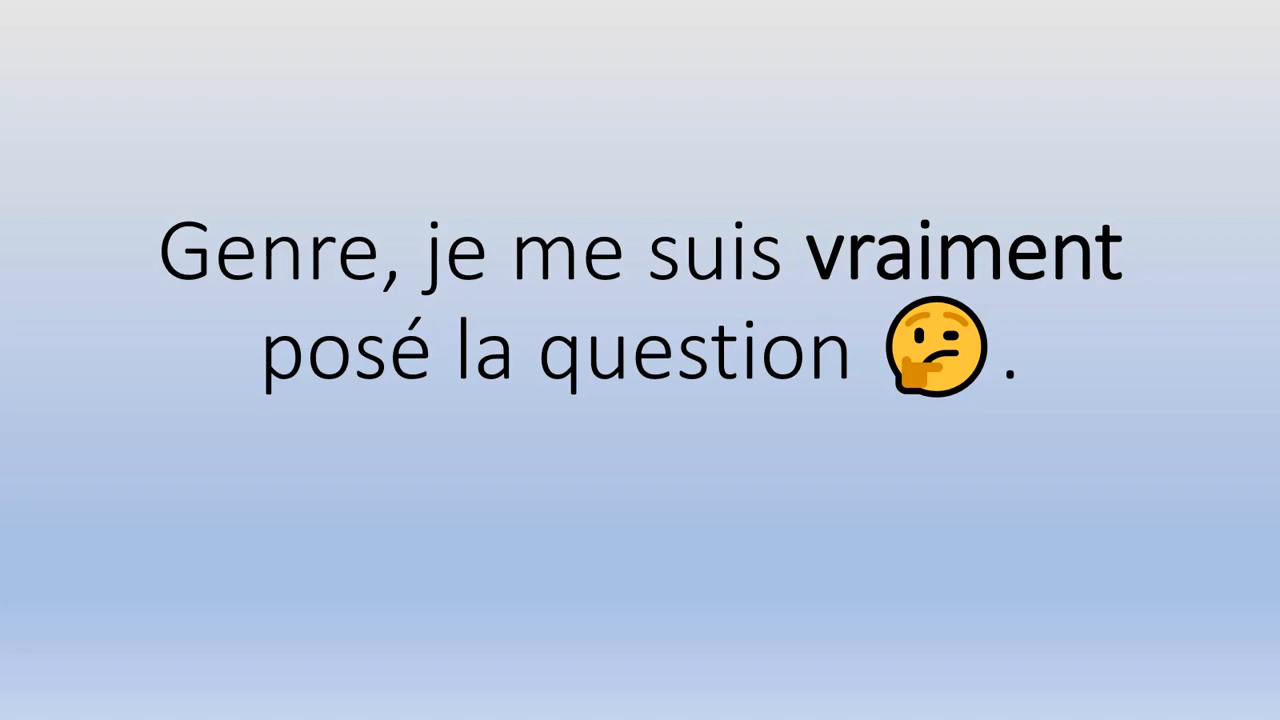 Genre, je me suis vraiment
posé la question 🤔.